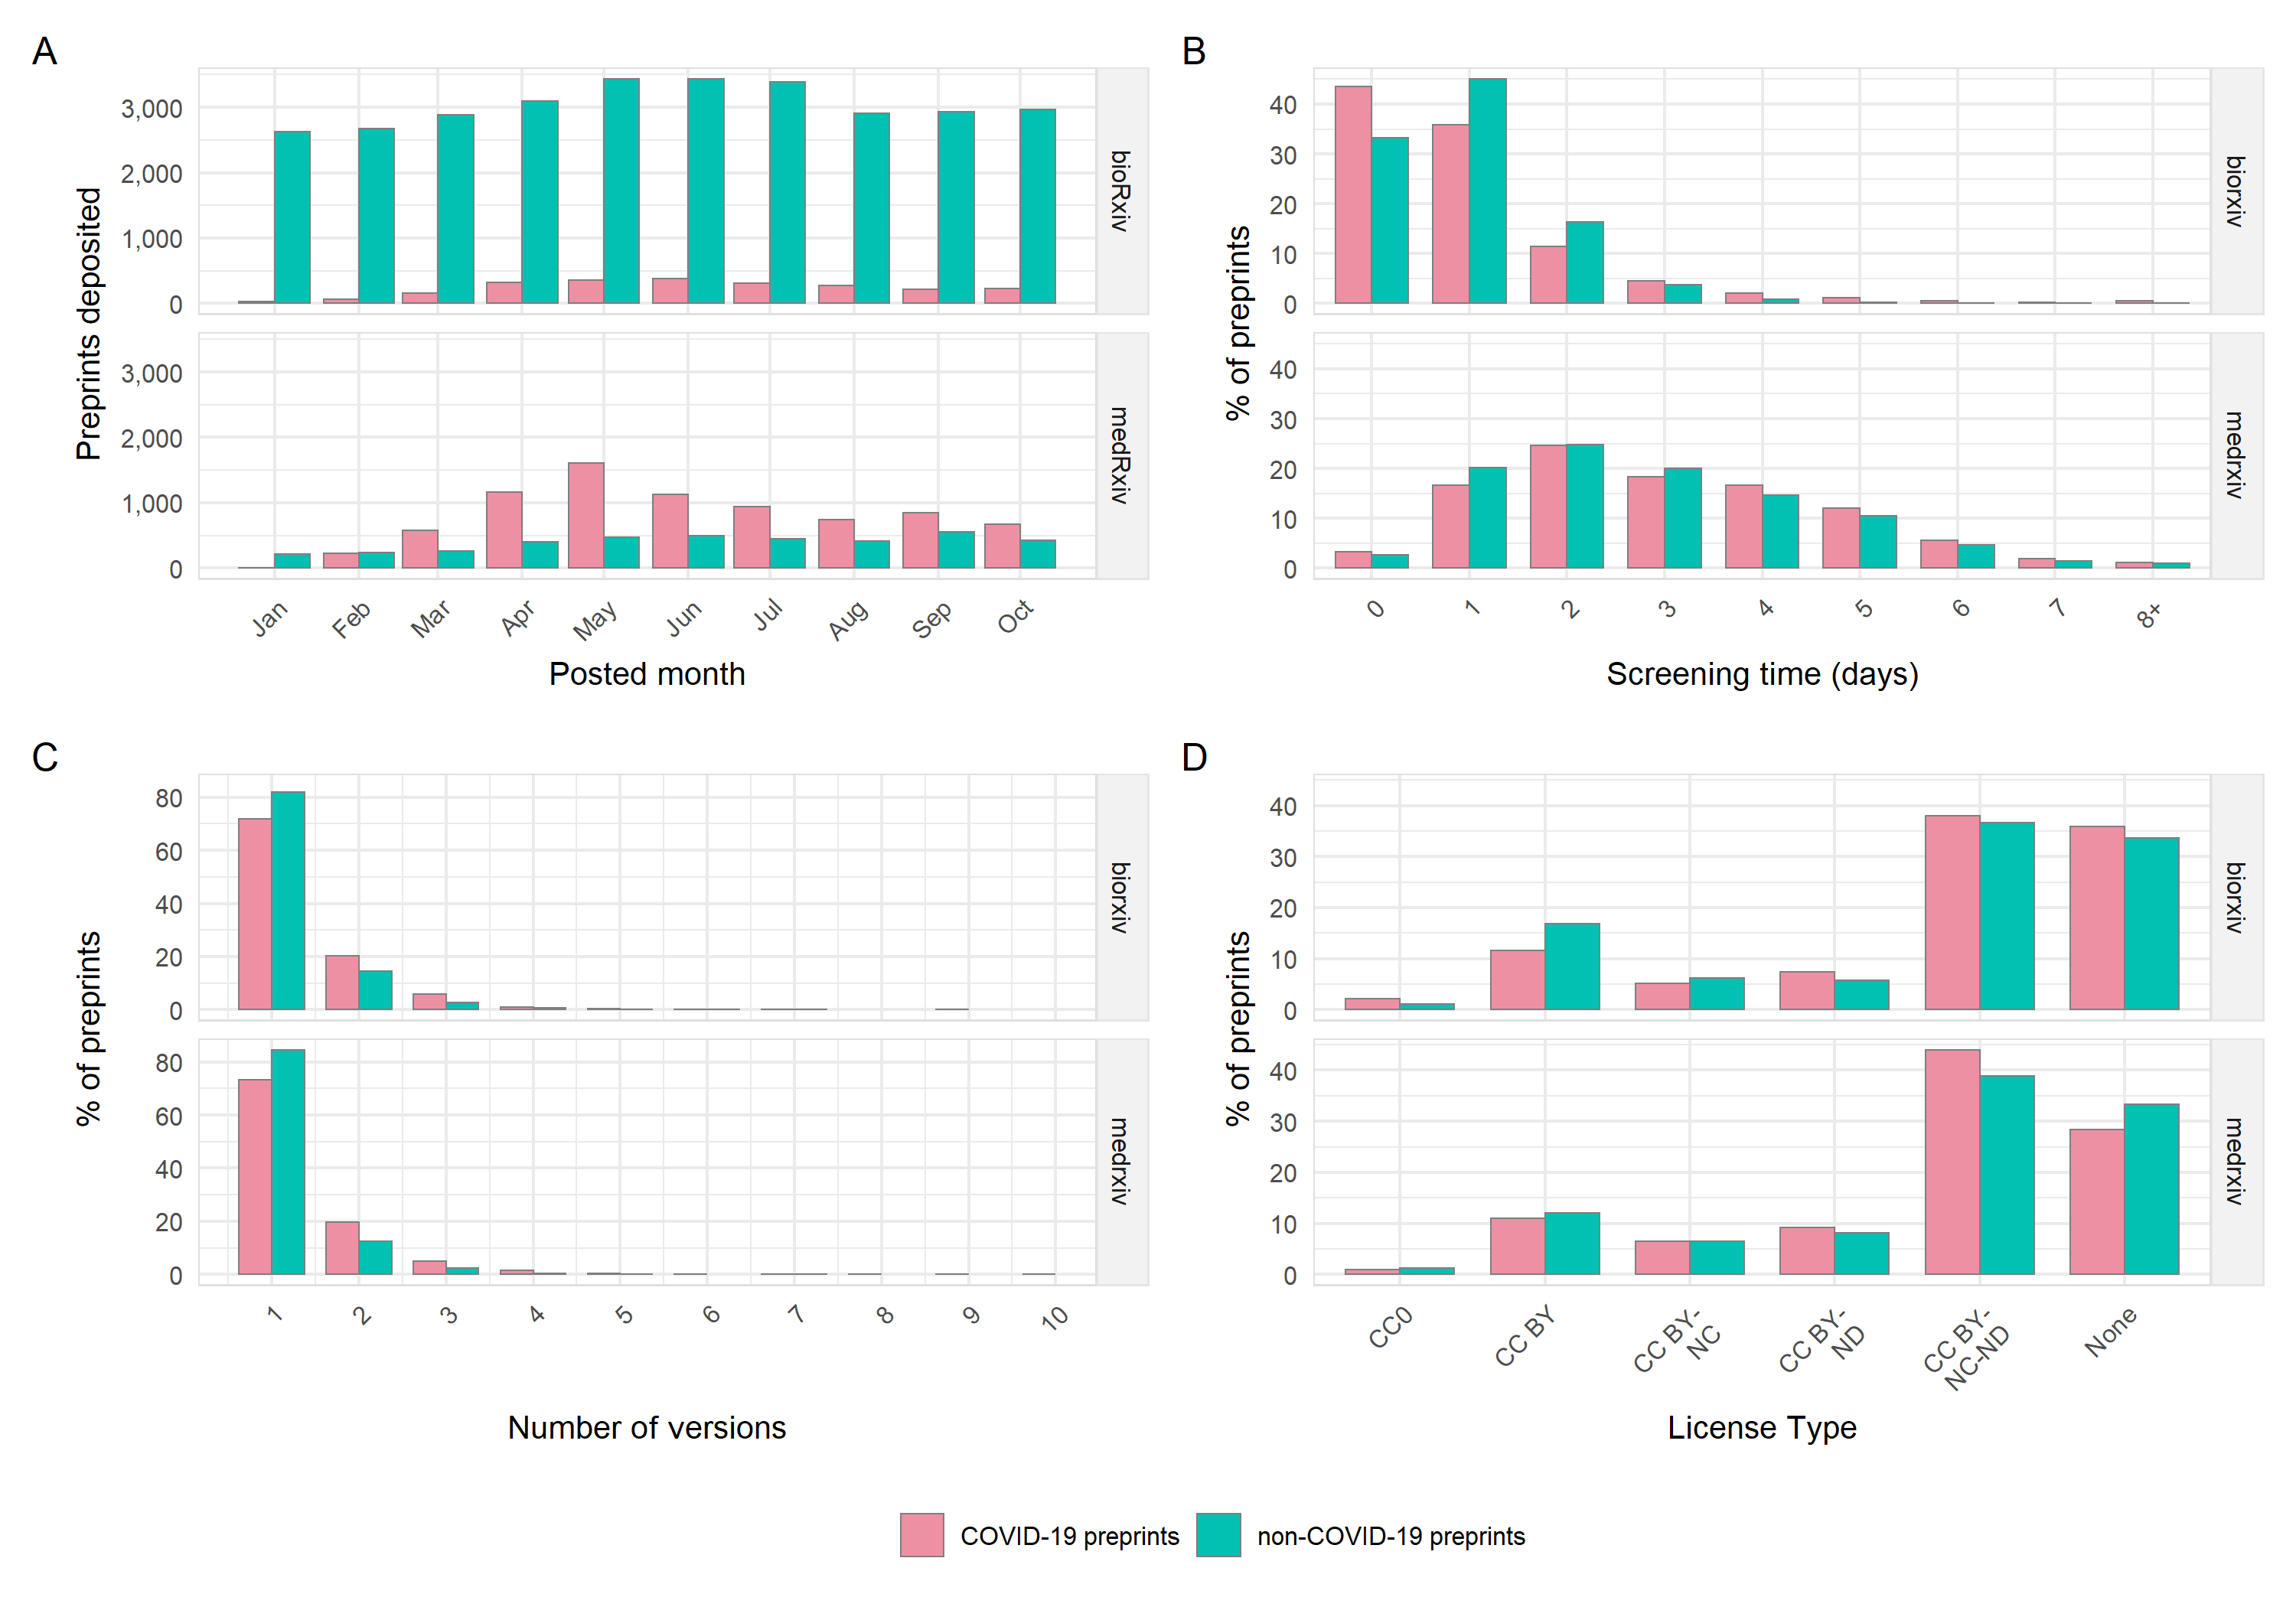 A
Preprints deposited
3,000
2,000
1,000
0
bioRxiv
3,000
2,000
1,000
0
medRxiv
Jan Feb Mar Apr May Jun Jul Aug Sep Oct
Posted month
B
% of preprints
40
30
20
10
0
biorxiv
40
30
20
10
0
medrxiv
0 1 2 3 4 5 6 7 8+
Screening time (days)
C
% of preprints
80
60
40
20
0
biorxiv
80
60
40
20
0
medrxiv
1 2 3 4 5 6 7 8 9 10
Number of versions
D
% of preprints
40
30
20
10
0
biorxiv
40
30
20
10
0
medrxiv
CC0 CC BY CC BY- CC BY- CC BY- None
NC ND NC-ND
License Type
COVID-19 preprints non-COVID-19 preprints